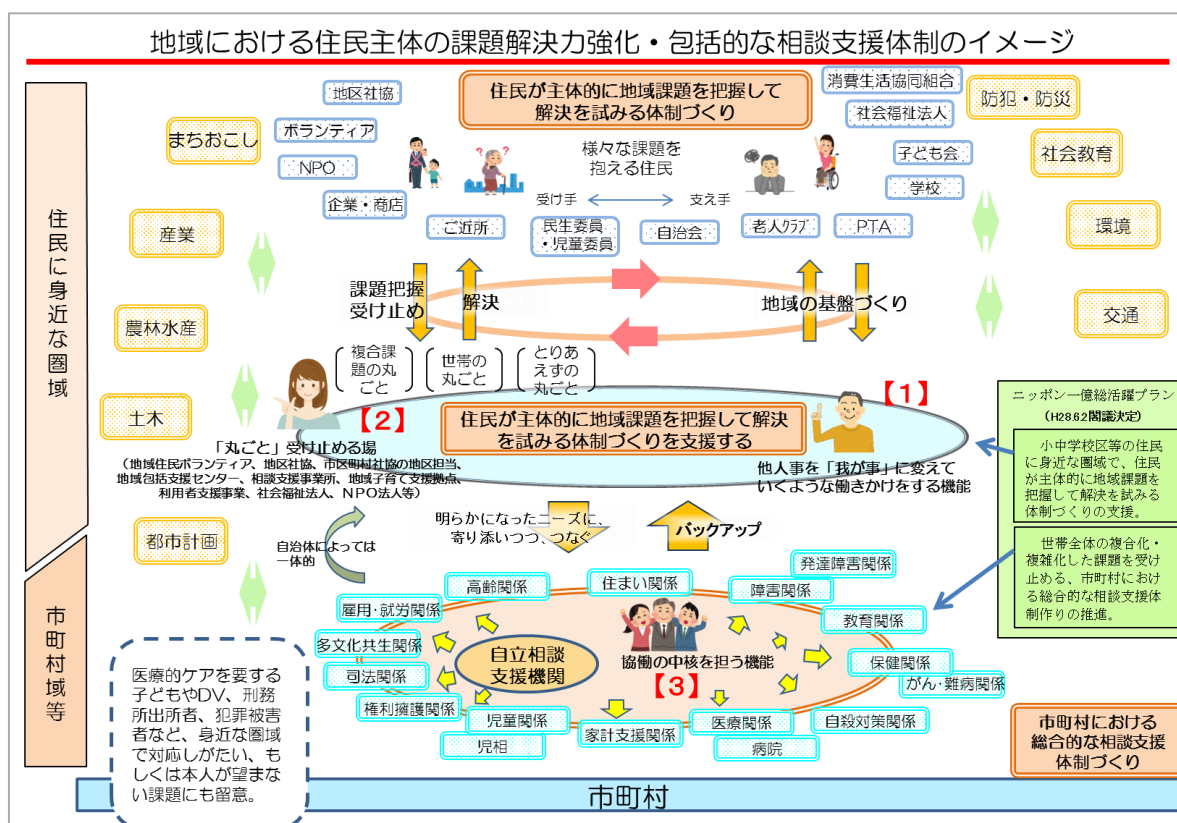 地域における住民主体の課題解決力強化・包括的な相談支援体制のイメージ
住民に身近な圏域
市町村域等
まちおこし
産業
農林水産
土木
都市計画
地区社協
ボランティア
NPO
企業・商店
住民が主体的に地域課題を把握して
解決を試みる体制づくり
様々な課題を
抱える住民
受け手
支え手
ご近所
民生委員
・児童委員
自治会
老人クラブ
PTA
消費生活協同組合
社会福祉法人
子ども会
学校
防犯・防災
社会教育
環境
交通
課題把握
受け止め
解決
地域の基盤づくり
複合課
題の丸
ごと
世帯の
丸ごと
とりあ
えずの
丸ごと
【2】
【1】
住民が主体的に地域課題を把握して解決
を試みる体制づくりを支援する
「丸ごと」受け止める場
(地域住民ボランティア、地区社協、市区町村社協の地区担当、
地域包括支援センター、相談支援事業所、地域子育て支援拠点、
利用者支援事業、社会福祉法人、NPO法人等)
他人事を「我が事」に変えて
いくような働きかけをする機能
ニッポン一億総活躍プラン
(H28.6.2閣議決定)
小中学校区等の住民
に身近な圏域で、住民
が主体的に地域課題を
把握して解決を試みる
体制づくりの支援。
世帯全体の複合化・
複雑化した課題を受け
止める、市町村におけ
る総合的な相談支援体
制作りの推進。
自治体によっては
一体的
明らかになったニーズに、
寄り添いつつ、つなぐ
バックアップ
雇用・就労関係
高齢関係
住まい関係
発達障害関係
障害関係
教育関係
多文化共生関係
司法関係
権利擁護関係
自立相談
支援機関
協働の中核を担う機能
【3】
保健関係
がん・難病関係
児童関係
児相
家計支援関係
医療関係
病院
自殺対策関係
医療的ケアを要する
子どもやDV、刑務
所出所者、犯罪被害
者など、身近な圏域
で対応しがたい、も
しくは本人が望まな
い課題にも留意。
市町村における
総合的な相談支援
体制づくり
市町村